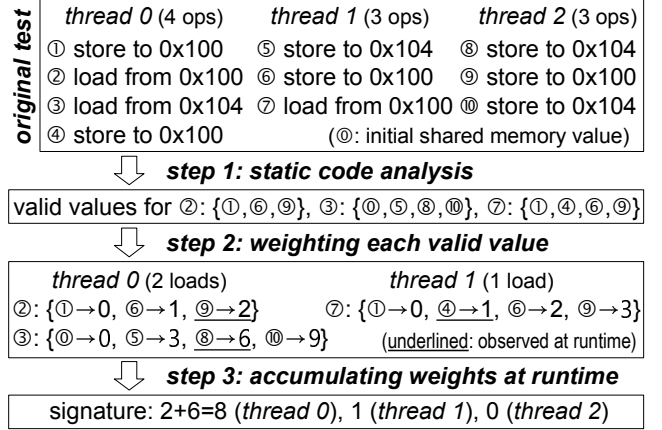 original test
thread 0 (4 ops) thread 1 (3 ops) thread 2 (3 ops)
① store to 0x100 ⑤ store to 0x104 ⑧ store to 0x104
② load from 0x100 ⑥ store to 0x100 ⑨ store to 0x100
③ load from 0x104 ⑦ load from 0x100 ⑩ store to 0x104
④ store to 0x100 (⓪: initial shared memory value)
step 1: static code analysis
valid values for ②: {①,⑥,⑨}, ③: {⓪,⑤,⑧,⑩}, ⑦: {①,④,⑥,⑨}
step 2: weighting each valid value
thread 0 (2 loads) thread 1 (1 load)
②: {①→0, ⑥→1, ⑨→2} ⑦: {①→0, ④→1, ⑥→2, ⑨→3}
③: {⓪→0, ⑤→3, ⑧→6, ⑩→9} (underlined: observed at runtime)
step 3: accumulating weights at runtime
signature: 2+6=8 (thread 0), 1 (thread 1), 0 (thread 2)